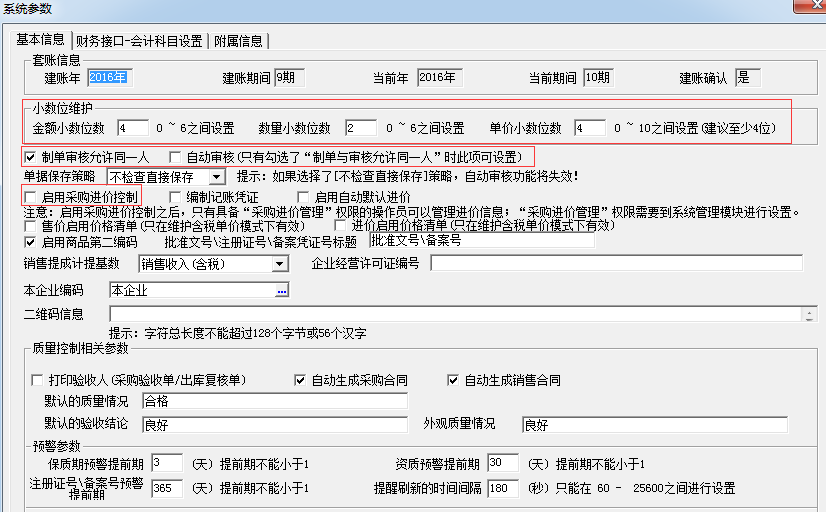 系统参数
基本信息 财务接口-会计科目设置 附属信息
套账信息
建账年 2016年 建账期间 9期 当前年 2016年 当前期间 10期 建账确认 是
小数位维护
金额小数位数 4 0 ~ 6之间设置 数量小数位数 2 0 ~ 6之间设置 单价小数位数 4 0 ~ 10之间设置(建议至少4位)
制单审核允许同一人 自动审核(只有勾选了“制单与审核允许同一人”时此项可设置)
单据保存策略 不检查直接保存 提示：如果选择了[不检查直接保存]策略，自动审核功能将失效!
启用采购进价控制 编制记账凭证 启用自动默认进价
注意：启用采购进价控制之后，只有具备“采购进价管理”权限的操作员可以管理进价信息；“采购进价管理”权限需要到系统管理模块进行设置。
售价启用价格清单(只在维护含税单价模式下有效) 进价启用价格清单(只在维护含税单价模式下有效)
启用商品第二编码 批准文号\注册证号\备案凭证号标题 批准文号\备案号
销售提成计提基数 销售收入(含税) 企业经营许可证编号
本企业编码 本企业 ...
二维码信息
提示：字符总长度不能超过128个字节或56个汉字
质量控制相关参数
打印验收人(采购验收单/出库复核单) 自动生成采购合同 自动生成销售合同
默认的质量情况 合格
默认的验收结论 良好 外观质量情况 良好
预警参数
保质期预警提前期 3 (天) 提前期不能小于1 资质预警提前期 30 (天) 提前期不能小于1
注册证号\备案号预警提前期 365 (天) 提前期不能小于1 提醒刷新的时间间隔 180 (秒) 只能在 60 - 25600之间进行设置